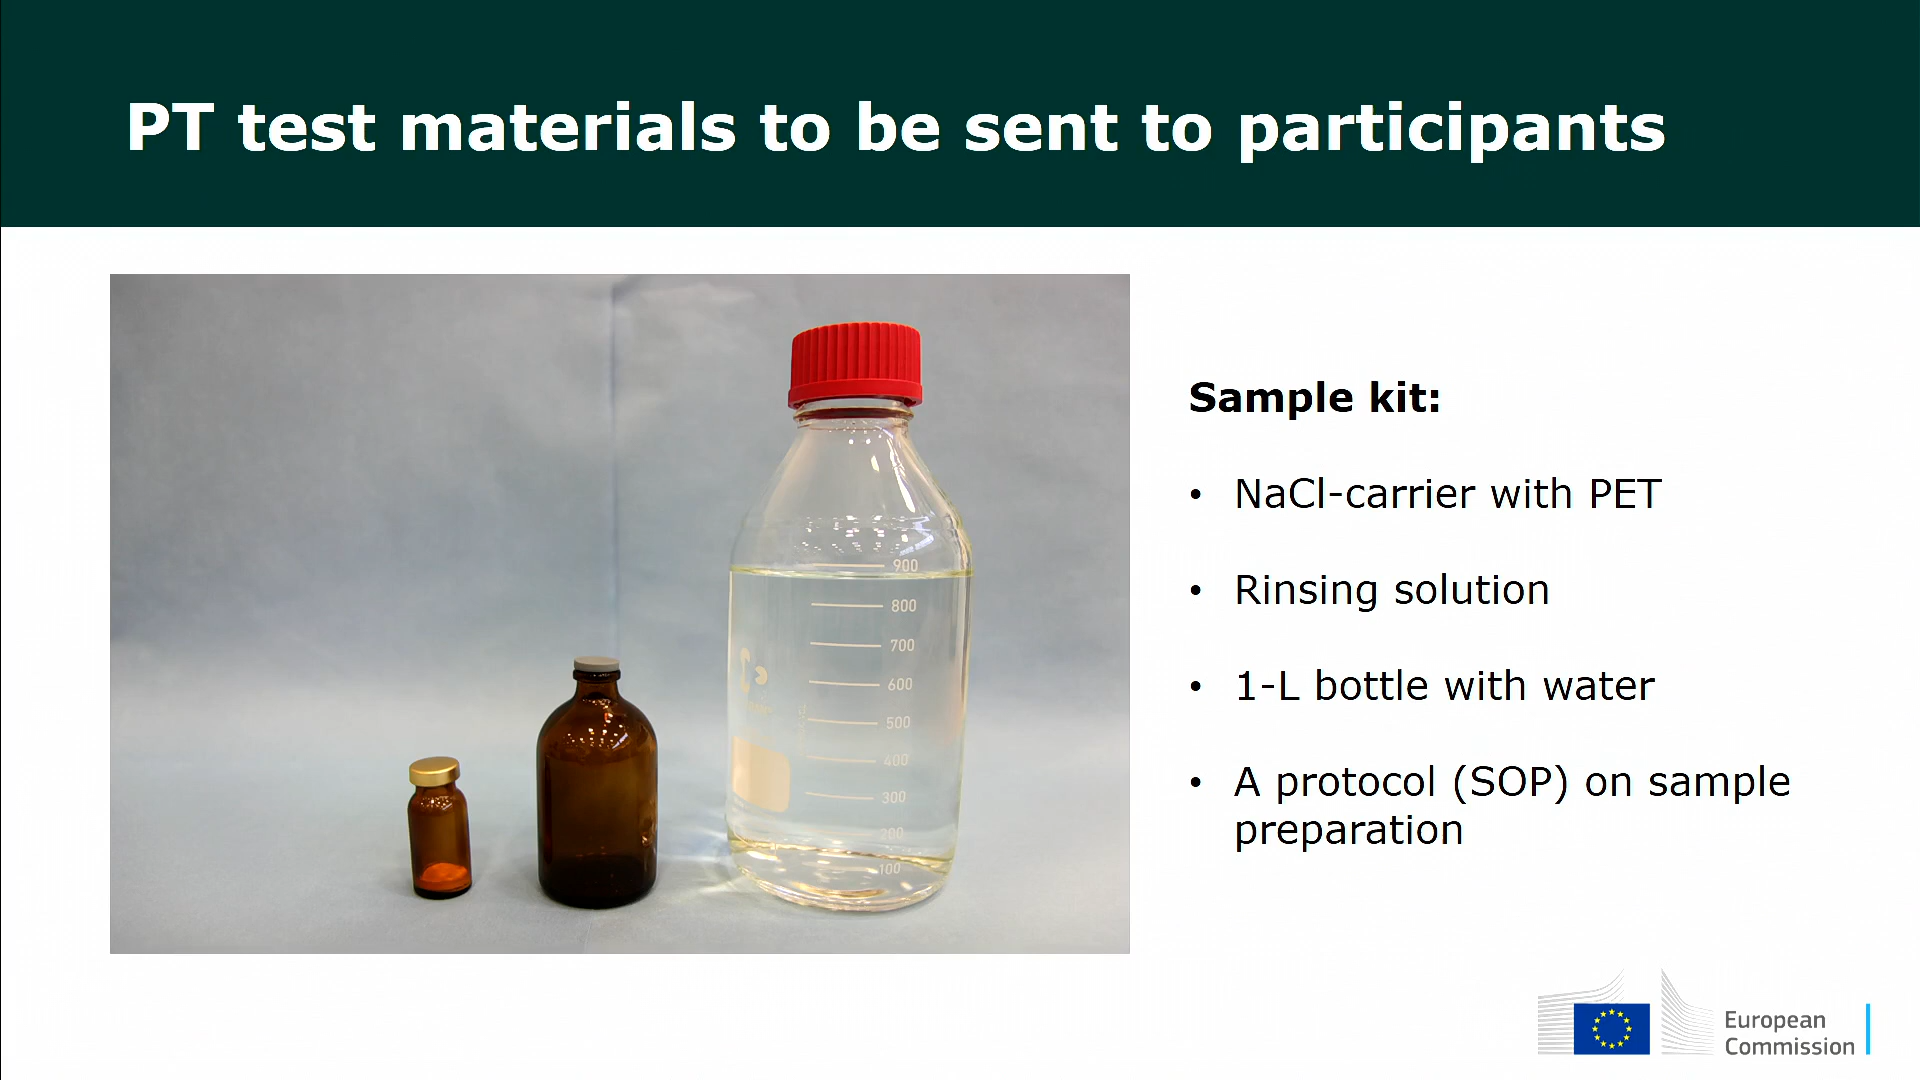 PT test materials to be sent to participants
900
800
700
600
500
400
300
200
100
Sample kit:
• NaCl-carrier with PET
• Rinsing solution
• 1-L bottle with water
• A protocol (SOP) on sample
preparation
European
Commission